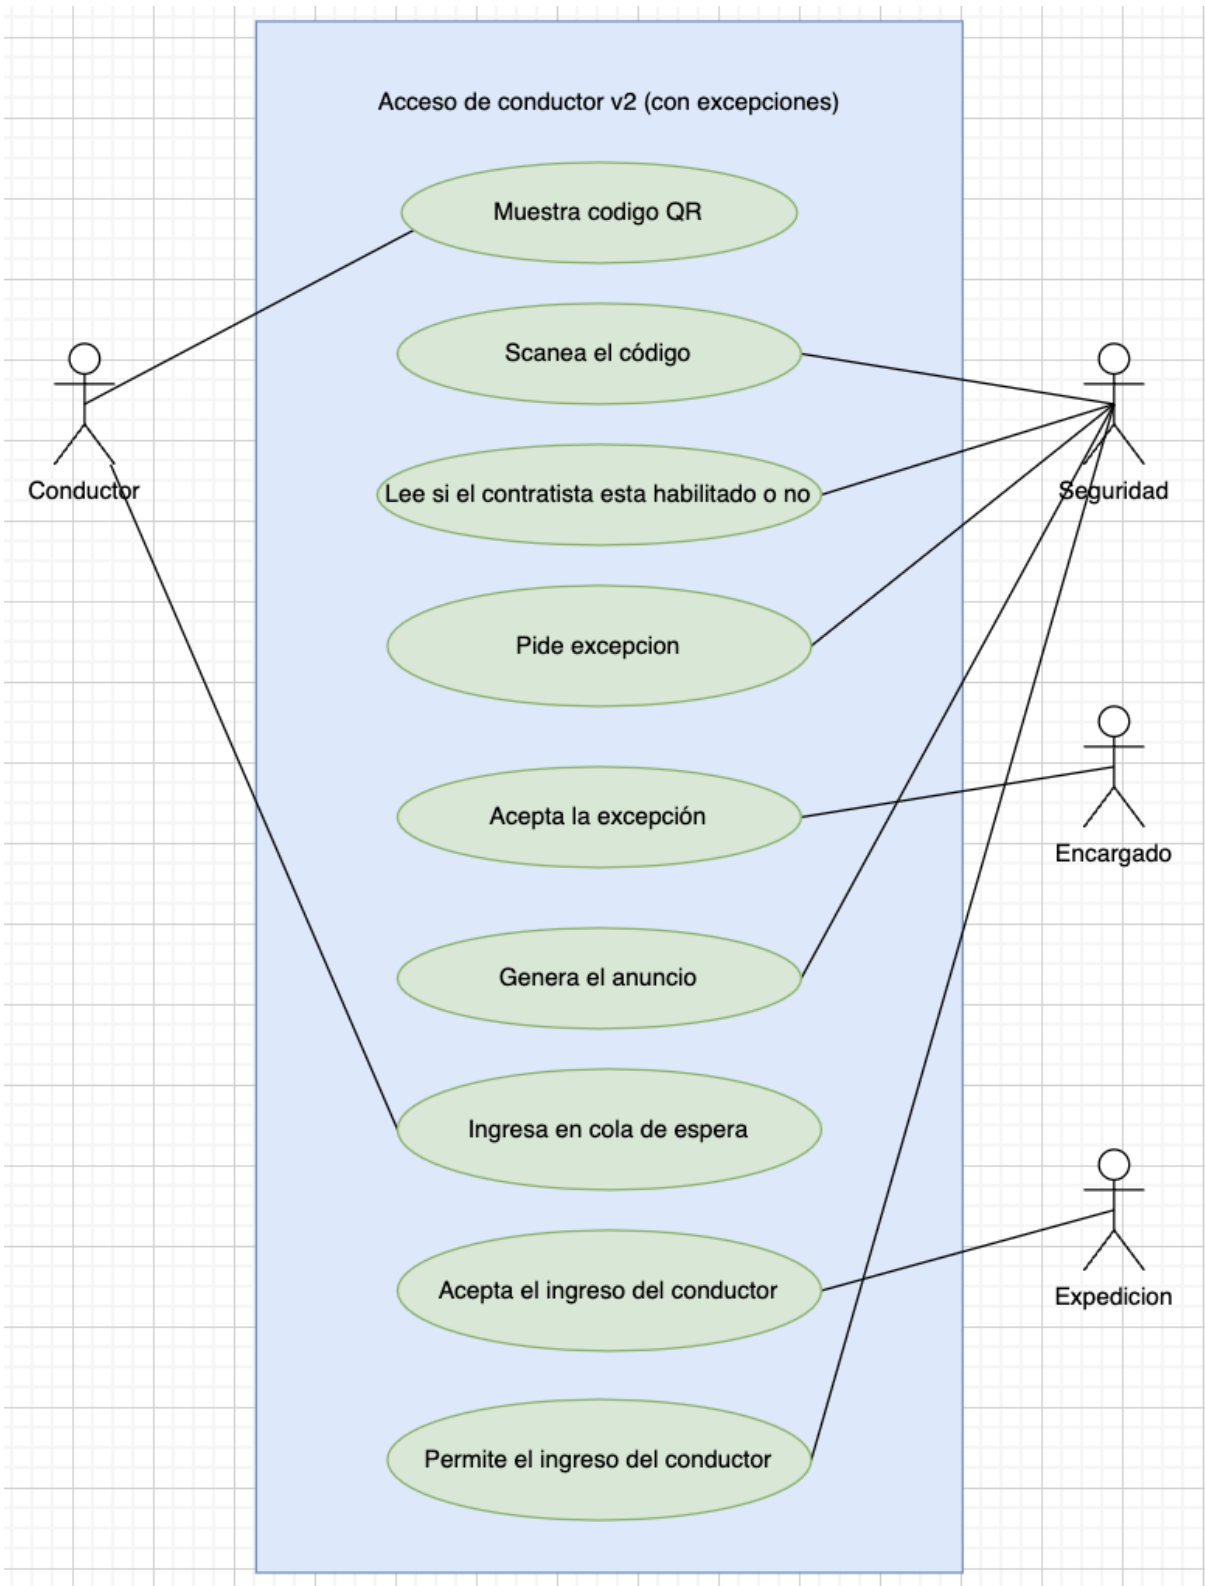 Acceso de conductor v2 (con excepciones)
Muestra codigo QR
Scanea el código
Conductor
Lee si el contratista esta habilitado o no
Seguridad
Pide excepcion
Acepta la excepción
Encargado
Genera el anuncio
Ingresa en cola de espera
Acepta el ingreso del conductor
Expedicion
Permite el ingreso del conductor